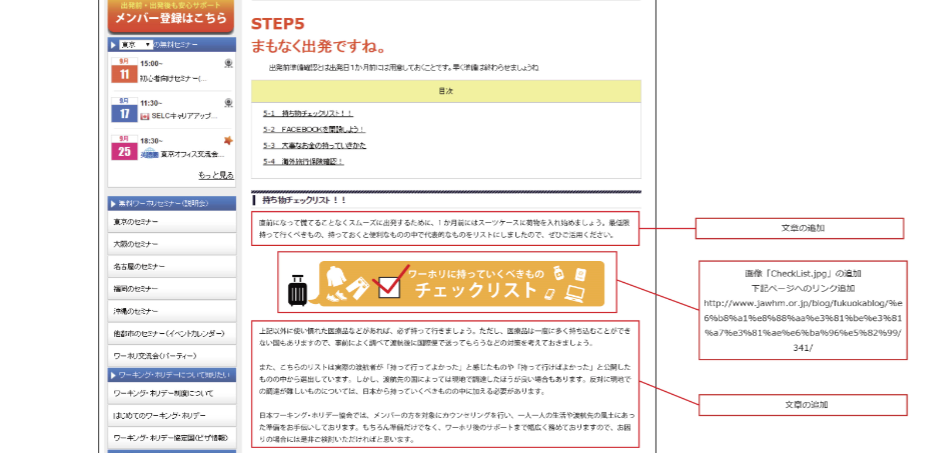 出発前・出発後も安心サポート
メンバー登録はこちら
東京 の無料セミナー
8月 11
15:00~
初心者向けセミナー(...
8月 17
11:30~
SELCキャリアアップ...
8月 25
18:30~
東京オフィス交流会...
もっと見る
無料ワーホリセミナー(説明会)
東京のセミナー
大阪のセミナー
名古屋のセミナー
福岡のセミナー
沖縄のセミナー
他都市のセミナー(イベントカレンダー)
ワーホリ交流会(パーティー)
ワーキング・ホリデーについて知りたい
ワーキング・ホリデー制度について
はじめてのワーキング・ホリデー
ワーキング・ホリデー協定国(ビザ情報)
STEP5
まもなく出発ですね。
出発前準備確認とは出発日1か月前には用意しておくことです。早く準備は終わらせましょうね
目次
5-1 持ち物チェックリスト!!
5-2 FACEBOOKを開設しよう!
5-3 大事なお金の持っていきかた
5-4 海外旅行保険確認!
持ち物チェックリスト!!
直前になって慌てることなくスムーズに出発するために、1か月前にはスーツケースに荷物を入れ始めましょう。最低限
持って行くべきもの、持っておくと便利なものの中で代表的なものをリストにしましたので、ぜひご活用ください。
ワーホリに持っていくべきもの
チェックリスト
上記以外に使い慣れた医療品などがあれば、必ず持って行きましょう。ただし、医療品は一度に多く持ち込むことができ
ない国もありますので、事前によく調べて渡航後に国際便で送ってもらうなどの対策を考えておきましょう。
また、こちらのリストは実際の渡航者が「持って行ってよかった」と感じたものや「持って行けばよかった」と公開した
ものの中から選出しています。しかし、渡航先の国によっては現地で調達したほうが良い場合もあります。反対に現地で
の調達が難しいものについては、日本から持っていくべきものの中に加える必要があります。
日本ワーキング・ホリデー協会では、メンバーの方を対象にカウンセリングを行い、一人一人の生活や渡航先の風土にあっ
た準備をお手伝いしております。もちろん準備だけでなく、ワーホリ後のサポートまで幅広く務めておりますので、お困
りの場合には是非ご検討いただければと思います。
文章の追加
画像「CheckList.jpg」の追加
下記ページへのリンク追加
http://www.jawhm.or.jp/blog/fukuokablog/%e
6%b8%a1%e8%88%aa%e3%81%be%e3%81
%a7%e3%81%ae%e6%ba%96%e5%82%99/
341/
文章の追加